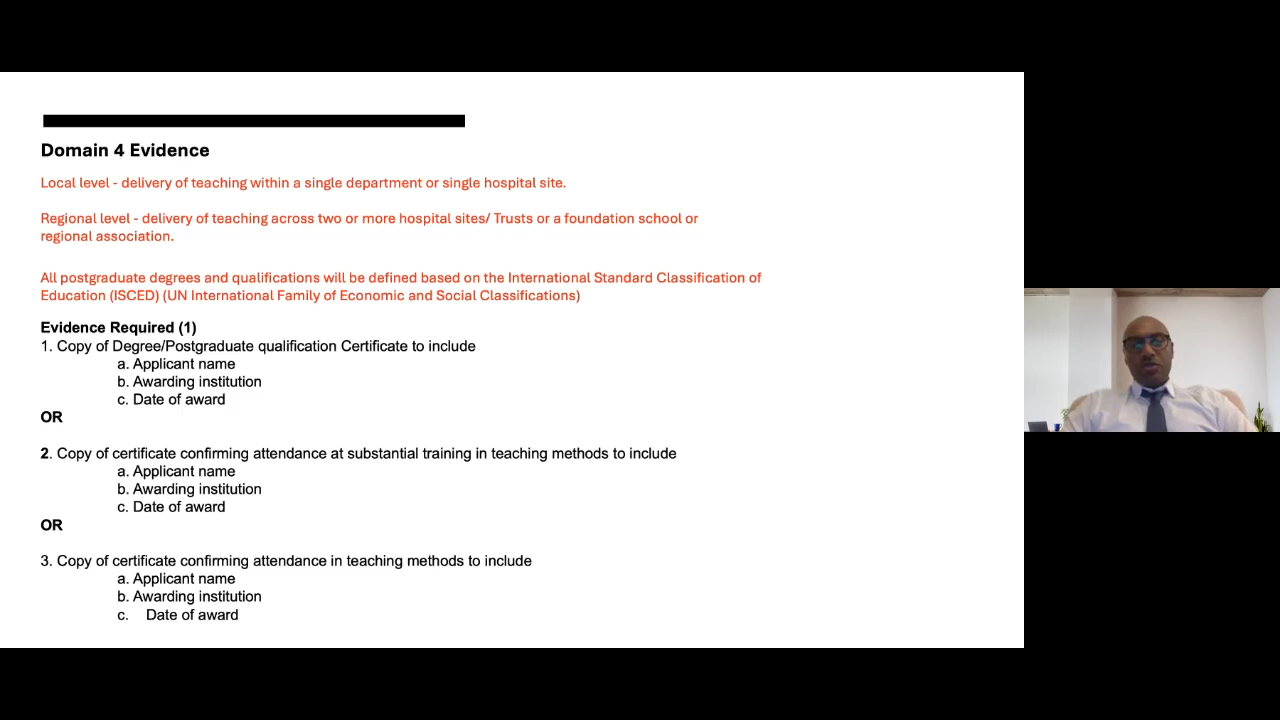 Domain 4 Evidence
Local level - delivery of teaching within a single department or single hospital site.
Regional level - delivery of teaching across two or more hospital sites/ Trusts or a foundation school or
regional association.
All postgraduate degrees and qualifications will be defined based on the International Standard Classification of
Education (ISCED) (UN International Family of Economic and Social Classifications)
Evidence Required (1)
1. Copy of Degree/Postgraduate qualification Certificate to include
a. Applicant name
b. Awarding institution
c. Date of award
OR
2. Copy of certificate confirming attendance at substantial training in teaching methods to include
a. Applicant name
b. Awarding institution
c. Date of award
OR
3. Copy of certificate confirming attendance in teaching methods to include
a. Applicant name
b. Awarding institution
c. Date of award